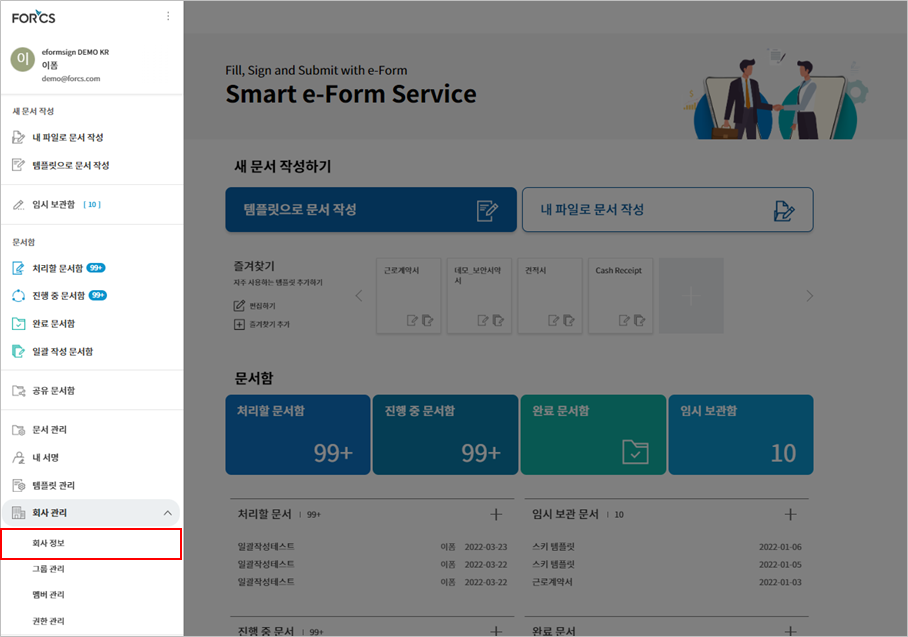 FORCS
이
eformsign DEMO KR
이폼
demo@forcs.com
새 문서 작성
내 파일로 문서 작성
템플릿으로 문서 작성
임시 보관함 [ 10 ]
문서함
처리할 문서함 99+
진행 중 문서함 99+
완료 문서함
일괄 작성 문서함
공유 문서함
문서 관리
내 서명
템플릿 관리
회사 관리
회사 정보
그룹 관리
멤버 관리
권한 관리
Fill, Sign and Submit with e-Form
Smart e-Form Service
새 문서 작성하기
템플릿으로 문서 작성
내 파일로 문서 작성
즐겨찾기
자주 사용하는 템플릿 추가하기
편집하기
즐겨찾기 추가
근로계약서
데모_보안서약
서
견적서
Cash Receipt
문서함
처리할 문서함
99+
진행 중 문서함
99+
완료 문서함
임시 보관함
10
처리할 문서 | 99+
일괄작성테스트 이폼 2022-03-23
일괄작성테스트 이폼 2022-03-22
일괄작성테스트 이폼 2022-03-22
임시 보관 문서 | 10
스키 템플릿 2022-01-06
스키 템플릿 2022-01-05
근로계약서 2022-01-03
진행 중 문서 | 99+
완료 문서